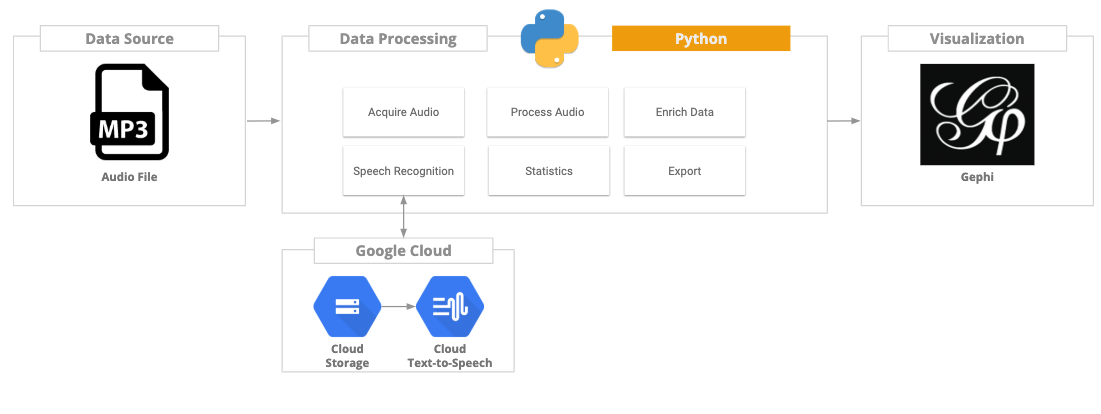 Data Source
Data Processing
Python
Visualization
MP3
Audio File
Acquire Audio
Process Audio
Enrich Data
Speech Recognition
Statistics
Export
Gφ
Gephi
Google Cloud
Cloud
Storage
Cloud
Text-to-Speech